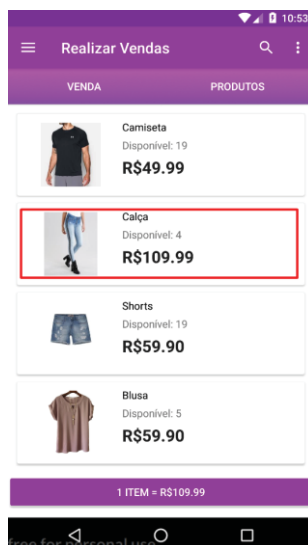 10:53
Realizar Vendas
VENDA
PRODUTOS
Camiseta
Disponível: 19
R$49.99
Calça
Disponível: 4
R$109.99
Shorts
Disponível: 19
R$59.90
Blusa
Disponível: 5
R$59.90
1 ITEM = R$109.99
free for personal use